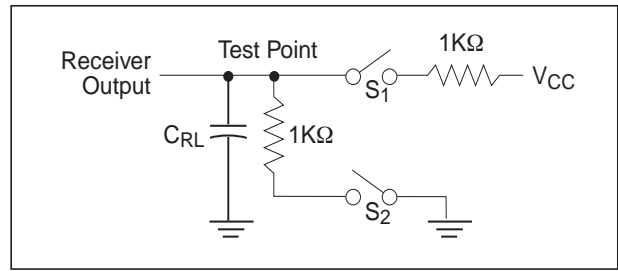 Receiver
Output
Test Point
1KΩ
S1
VCC
CRL
1KΩ
S2